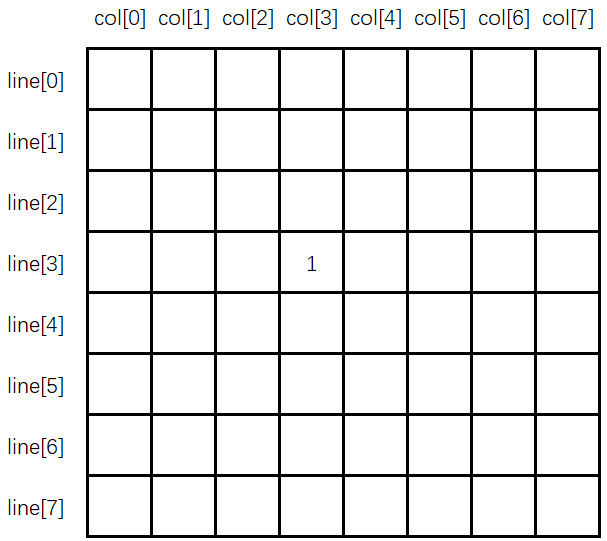 col[0] col[1] col[2] col[3] col[4] col[5] col[6] col[7]
line[0]
line[1]
line[2]
line[3] 1
line[4]
line[5]
line[6]
line[7]